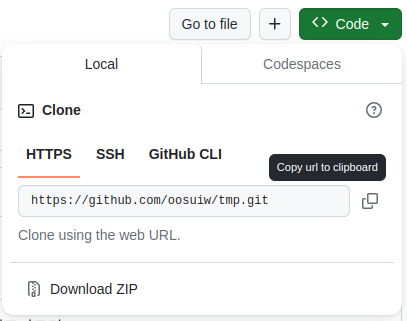 Go to file
Code
Local
Codespaces
Clone
HTTPS
SSH
GitHub CLI
Copy url to clipboard
https://github.com/oosuiw/tmp.git
Clone using the web URL.
Download ZIP